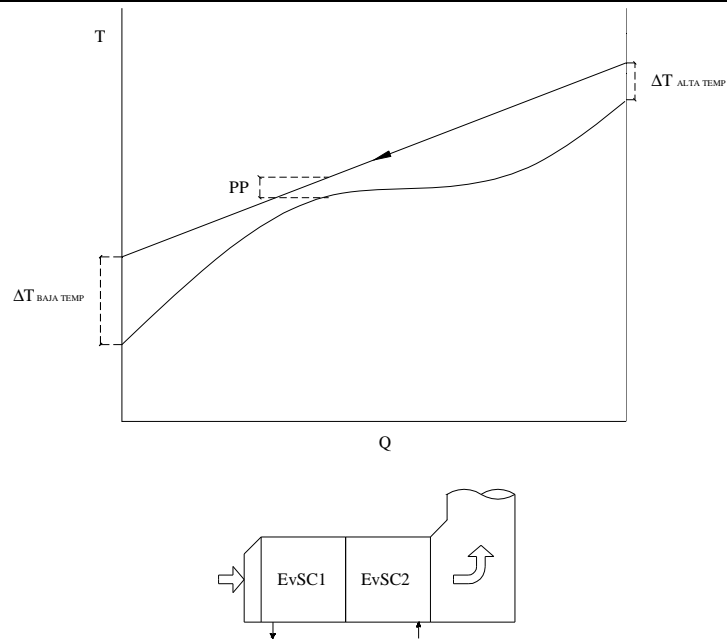 T
ΔT ALTA TEMP
PP
ΔT BAJA TEMP
Q
EvSC1
EvSC2